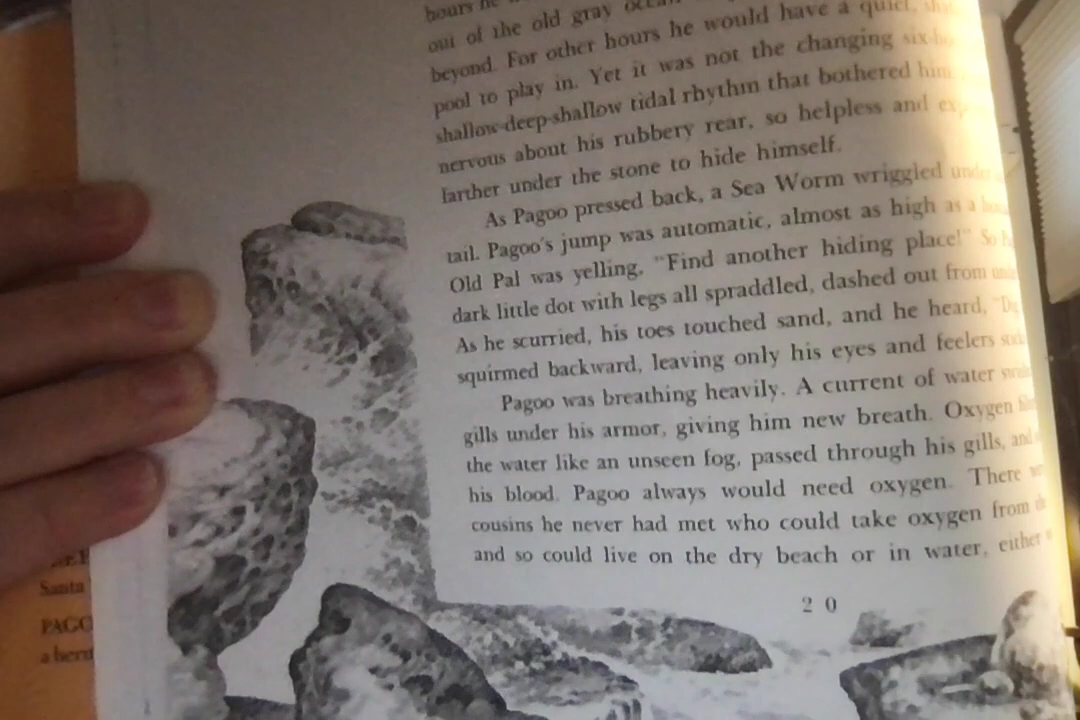 hours he
out of the old gray
beyond. For other hours he would have a quiet,
pool to play in. Yet it was not the changing
shallow-deep-shallow tidal rhythm that bothered him
nervous about his rubbery rear, so helpless and
farther under the stone to hide himself.
As Pagoo pressed back, a Sea Worm wriggled under
tail. Pagoo's jump was automatic, almost as high as a
Old Pal was yelling, "Find another hiding place!" So
dark little dot with legs all spraddled, dashed out from
As he scurried, his toes touched sand, and he heard,
squirmed backward, leaving only his eyes and feelers
Pagoo was breathing heavily. A current of water
gills under his armor, giving him new breath. Oxygen
the water like an unseen fog, passed through his gills, and
his blood. Pagoo always would need oxygen. There
cousins he never had met who could take oxygen from
and so could live on the dry beach or in water, either
20
Santa